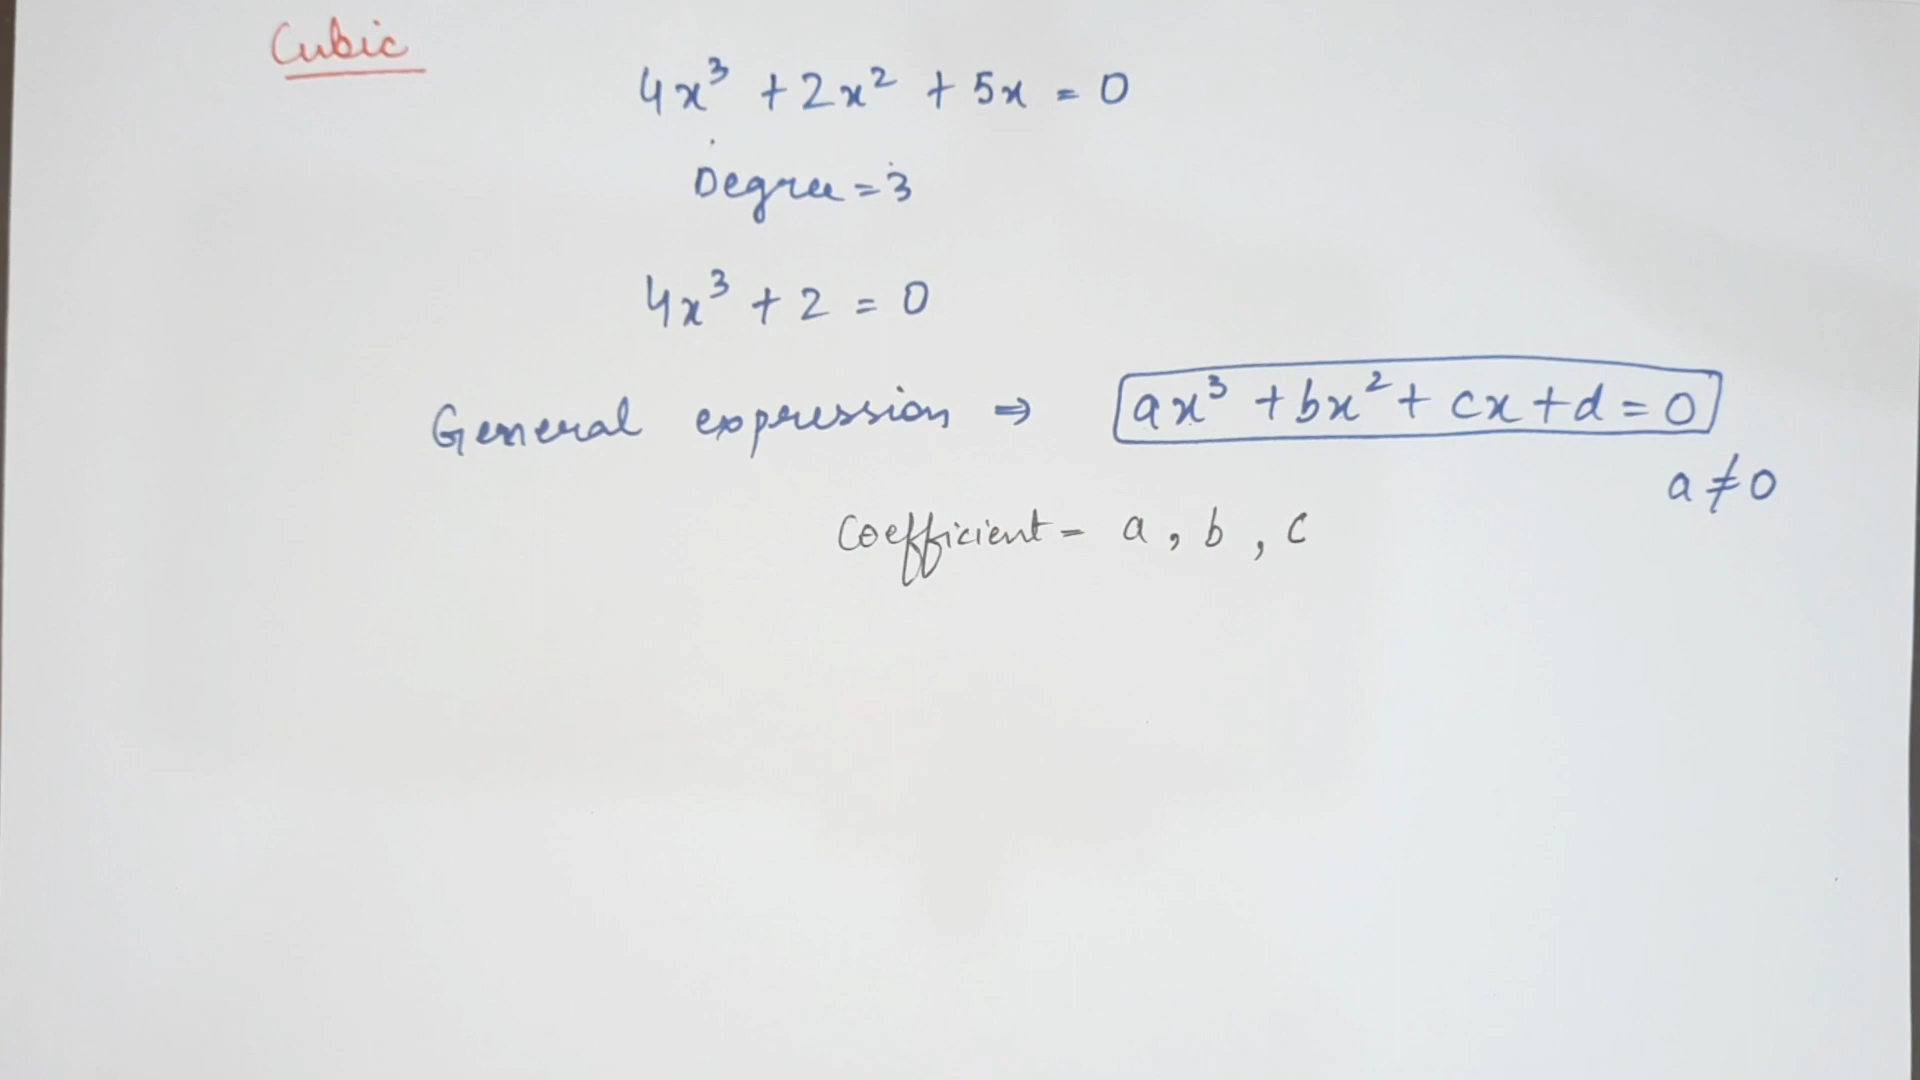 Cubic
4x³ + 2x² + 5x = 0
Degree = 3
4x³ + 2 = 0
General expression ⇒ ax³ + bx² + cx + d = 0
a ≠ 0
Coefficient = a, b, c